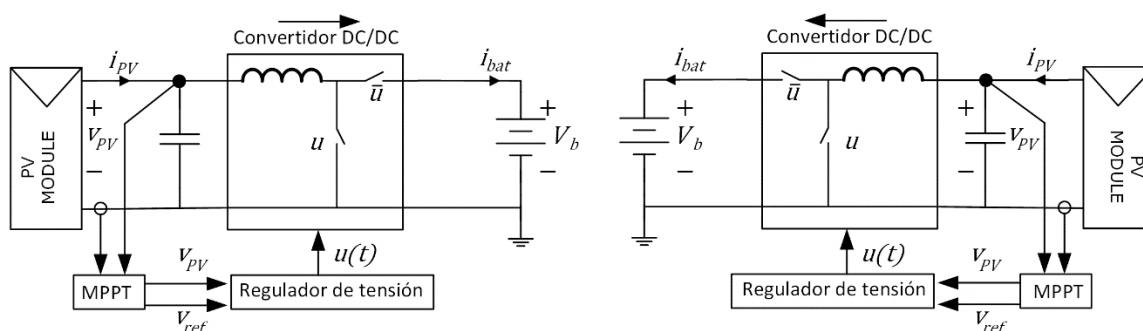 Convertidor DC/DC
i_PV
i_bat
ū
+
v_PV
−
u
+
V_b
−
PV MODULE
u(t)
v_PV
MPPT
Regulador de tensión
v_ref
Convertidor DC/DC
i_bat
i_PV
ū
+
V_b
−
u
+
v_PV
−
PV MODULE
u(t)
v_PV
Regulador de tensión
MPPT
v_ref